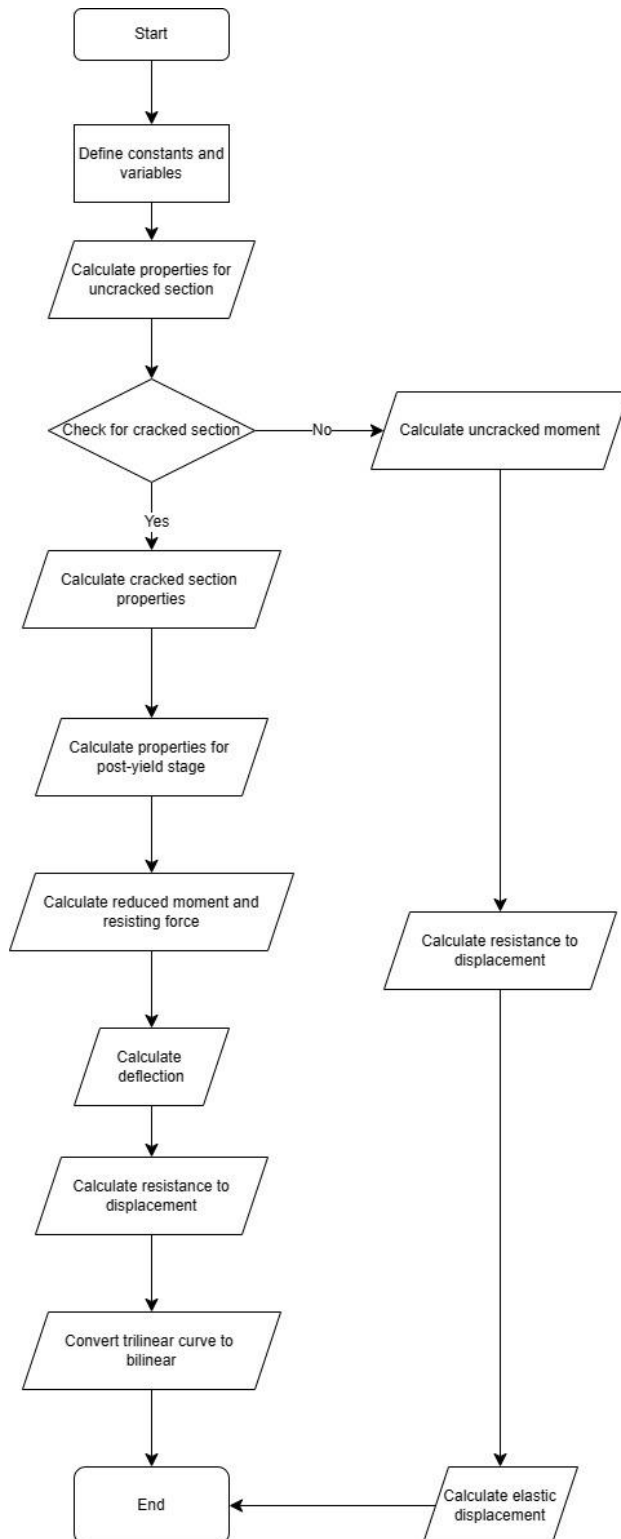 Start
Define constants and
variables
Calculate properties for
uncracked section
Check for cracked section
No
Calculate uncracked moment
Yes
Calculate cracked section
properties
Calculate properties for
post-yield stage
Calculate reduced moment and
resisting force
Calculate resistance to
displacement
Calculate
deflection
Calculate resistance to
displacement
Convert trilinear curve to
bilinear
End
Calculate elastic
displacement